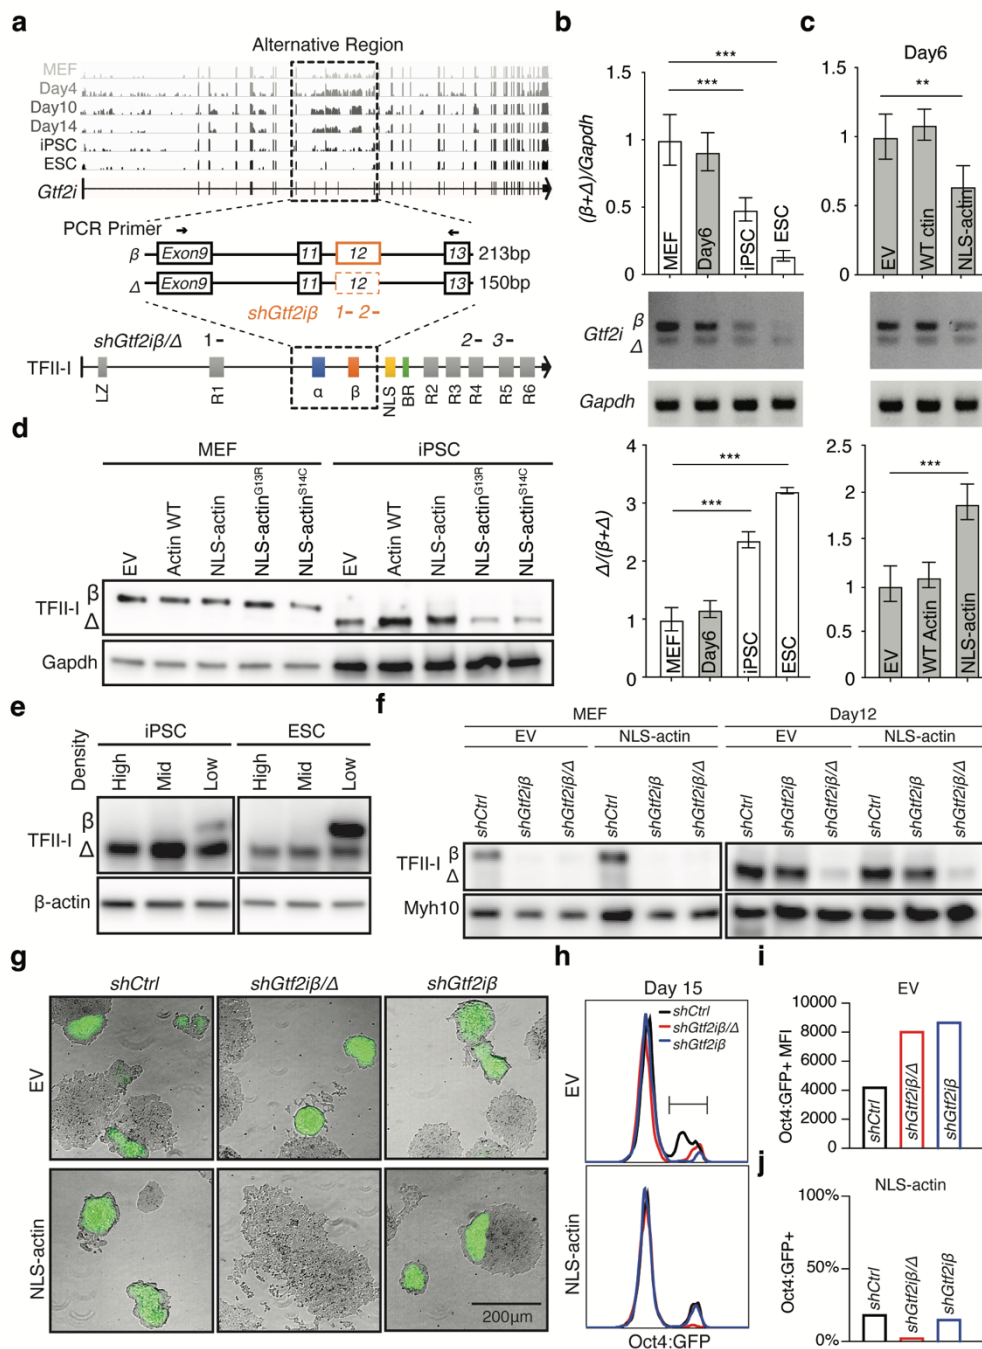 a
Alternative Region
MEF
Day4
Day10
Day14
iPSC
ESC
Gtf2i
PCR Primer
β Exon9 11 12 13 213bp
Δ Exon9 11 12 13 150bp
shGtf2iβ 1- 2-
shGtf2iβ/Δ 1- 2- 3-
TFII-I
LZ R1 α β NLS BR R2 R3 R4 R5 R6
b
***
***
(β+Δ)/Gapdh
1.5
1
0.5
0
MEF Day6 iPSC ESC
Gtf2i β
Δ
Gapdh
***
***
Δ/(β+Δ)
4
3
2
1
0
MEF Day6 iPSC ESC
c
Day6
**
1.5
1
0.5
0
EV WT ctin NLS-actin
***
2.5
2
1.5
1
0.5
0
EV WT Actin NLS-actin
d
MEF iPSC
EV Actin WT NLS-actin NLS-actinG13R NLS-actinS14C EV Actin WT NLS-actin NLS-actinG13R NLS-actinS14C
TFII-I β
Δ
Gapdh
e
iPSC ESC
Density High Mid Low High Mid Low
TFII-I β
Δ
β-actin
f
MEF Day12
EV NLS-actin EV NLS-actin
shCtrl shGtf2iβ shGtf2iβ/Δ shCtrl shGtf2iβ shGtf2iβ/Δ shCtrl shGtf2iβ shGtf2iβ/Δ shCtrl shGtf2iβ shGtf2iβ/Δ
TFII-I β
Δ
Myh10
g
shCtrl shGtf2iβ/Δ shGtf2iβ
EV
NLS-actin
200μm
h
Day 15
shCtrl
shGtf2iβ/Δ
shGtf2iβ
EV
NLS-actin
Oct4:GFP
i
EV
Oct4:GFP+ MFI
10000
8000
6000
4000
2000
0
shCtrl shGtf2iβ/Δ shGtf2iβ
j
NLS-actin
Oct4:GFP+
100%
50%
0%
shCtrl shGtf2iβ/Δ shGtf2iβ